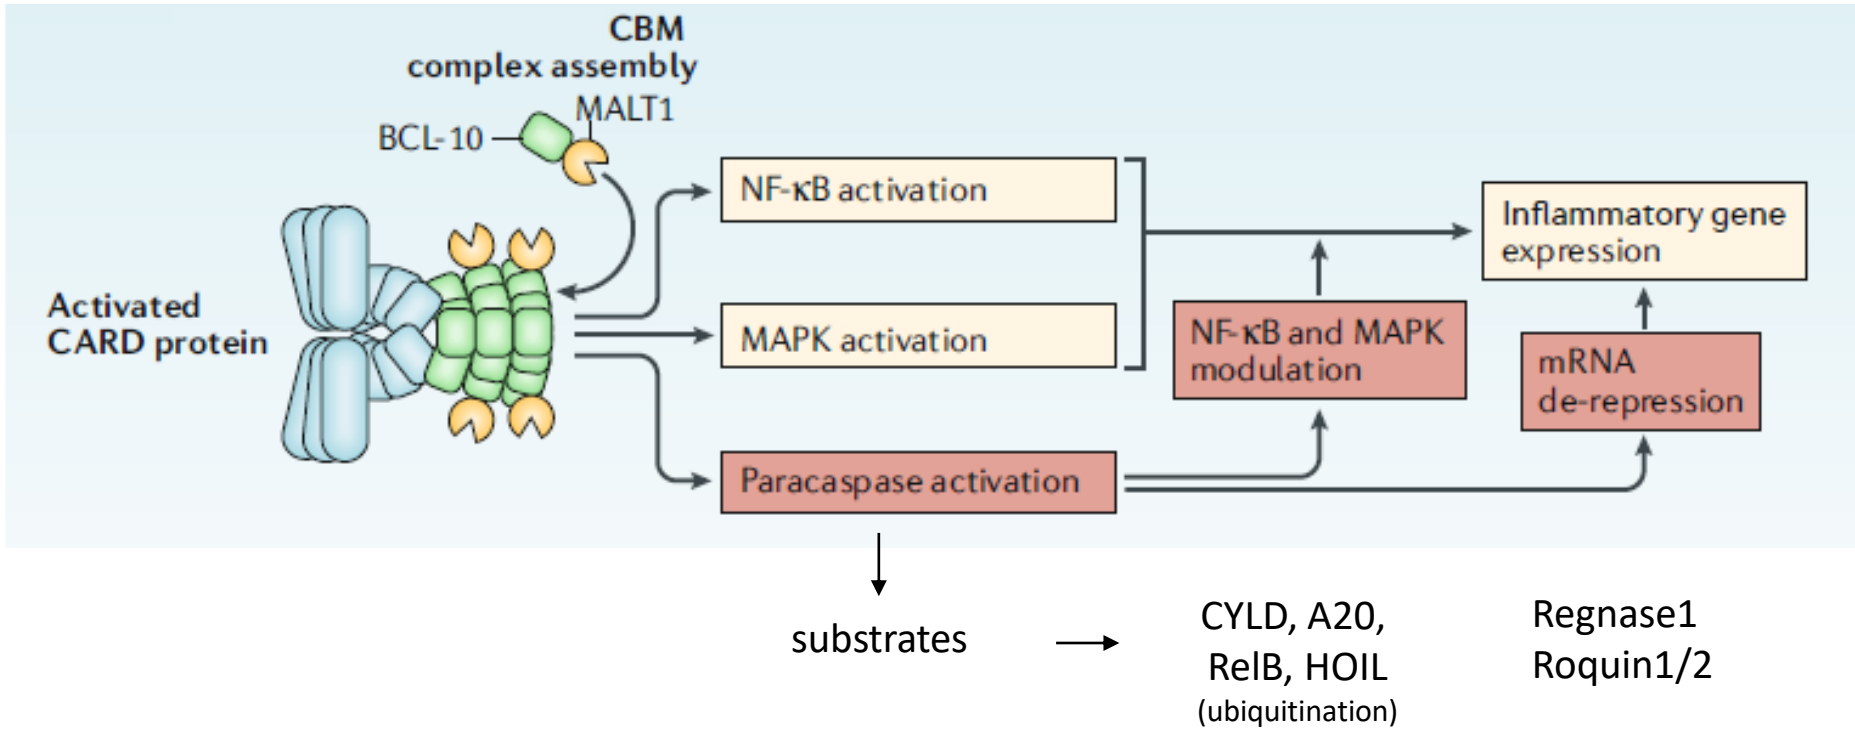 CBM
complex assembly
MALT1
BCL-10
Activated
CARD protein
NF-κB activation
MAPK activation
Paracaspase activation
NF-κB and MAPK
modulation
Inflammatory gene
expression
mRNA
de-repression
substrates
CYLD, A20,
RelB, HOIL
(ubiquitination)
Regnase1
Roquin1/2